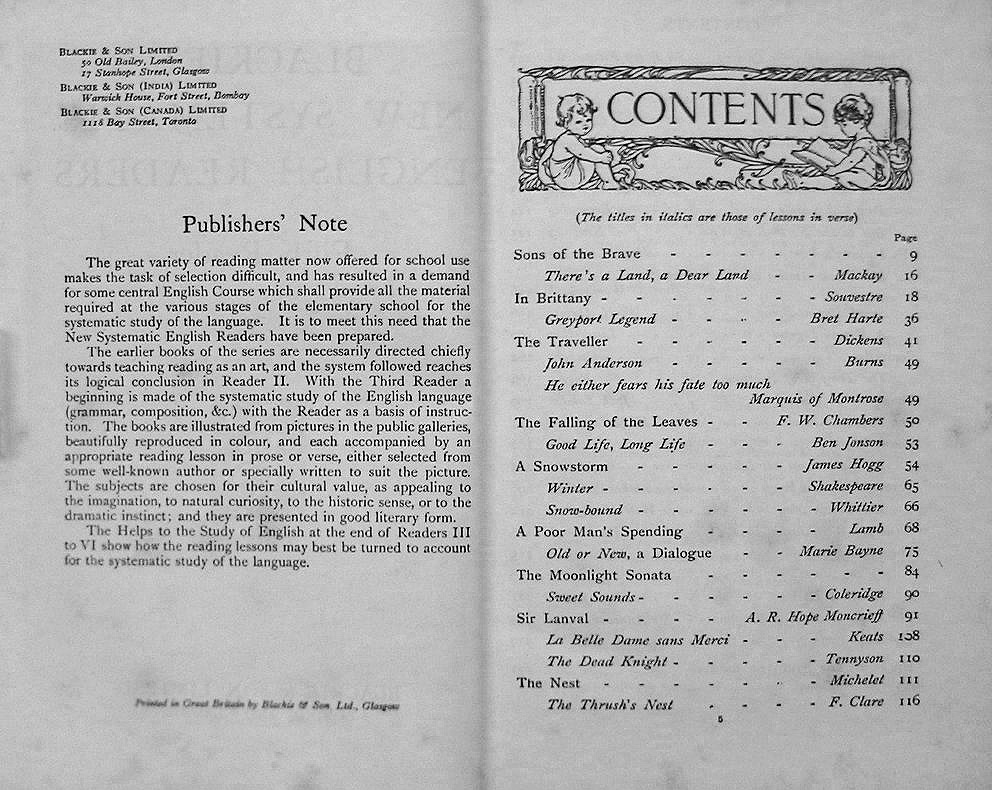 BLACKIE & SON LIMITED
50 Old Bailey, London
17 Stanhope Street, Glasgow
BLACKIE & SON (INDIA) LIMITED
Warwick House, Fort Street, Bombay
BLACKIE & SON (CANADA) LIMITED
1118 Bay Street, Toronto
Publishers' Note
The great variety of reading matter now offered for school use
makes the task of selection difficult, and has resulted in a demand
for some central English Course which shall provide all the material
required at the various stages of the elementary school for the
systematic study of the language. It is to meet this need that the
New Systematic English Readers have been prepared.
The earlier books of the series are necessarily directed chiefly
towards teaching reading as an art, and the system followed reaches
its logical conclusion in Reader II. With the Third Reader a
beginning is made of the systematic study of the English language
(grammar, composition, &c.) with the Reader as a basis of instruc-
tion. The books are illustrated from pictures in the public galleries,
beautifully reproduced in colour, and each accompanied by an
appropriate reading lesson in prose or verse, either selected from
some well-known author or specially written to suit the picture.
The subjects are chosen for their cultural value, as appealing to
the imagination, to natural curiosity, to the historic sense, or to the
dramatic instinct; and they are presented in good literary form.
The Helps to the Study of English at the end of Readers III
to VI show how the reading lessons may best be turned to account
for the systematic study of the language.
Printed in Great Britain by Blackie & Son, Ltd., Glasgow
CONTENTS
(The titles in italics are those of lessons in verse)
Page
Sons of the Brave - - - - - - - 9
There's a Land, a Dear Land - - Mackay 16
In Brittany - - - - - - - Souvestre 18
Greyport Legend - - - - Bret Harte 36
The Traveller - - - - - - Dickens 41
John Anderson - - - - - Burns 49
He either fears his fate too much
Marquis of Montrose 49
The Falling of the Leaves - - F. W. Chambers 50
Good Life, Long Life - - - Ben Jonson 53
A Snowstorm - - - - - James Hogg 54
Winter - - - - - - Shakespeare 65
Snow-bound - - - - - Whittier 66
A Poor Man's Spending - - - Lamb 68
Old or New, a Dialogue - - Marie Bayne 75
The Moonlight Sonata - - - - - - 84
Sweet Sounds - - - - - - Coleridge 90
Sir Lanval - - - - A. R. Hope Moncrieff 91
La Belle Dame sans Merci - - - Keats 108
The Dead Knight - - - - - Tennyson 110
The Nest - - - - - - - Michelet 111
The Thrush's Nest - - - - F. Clare 116
5